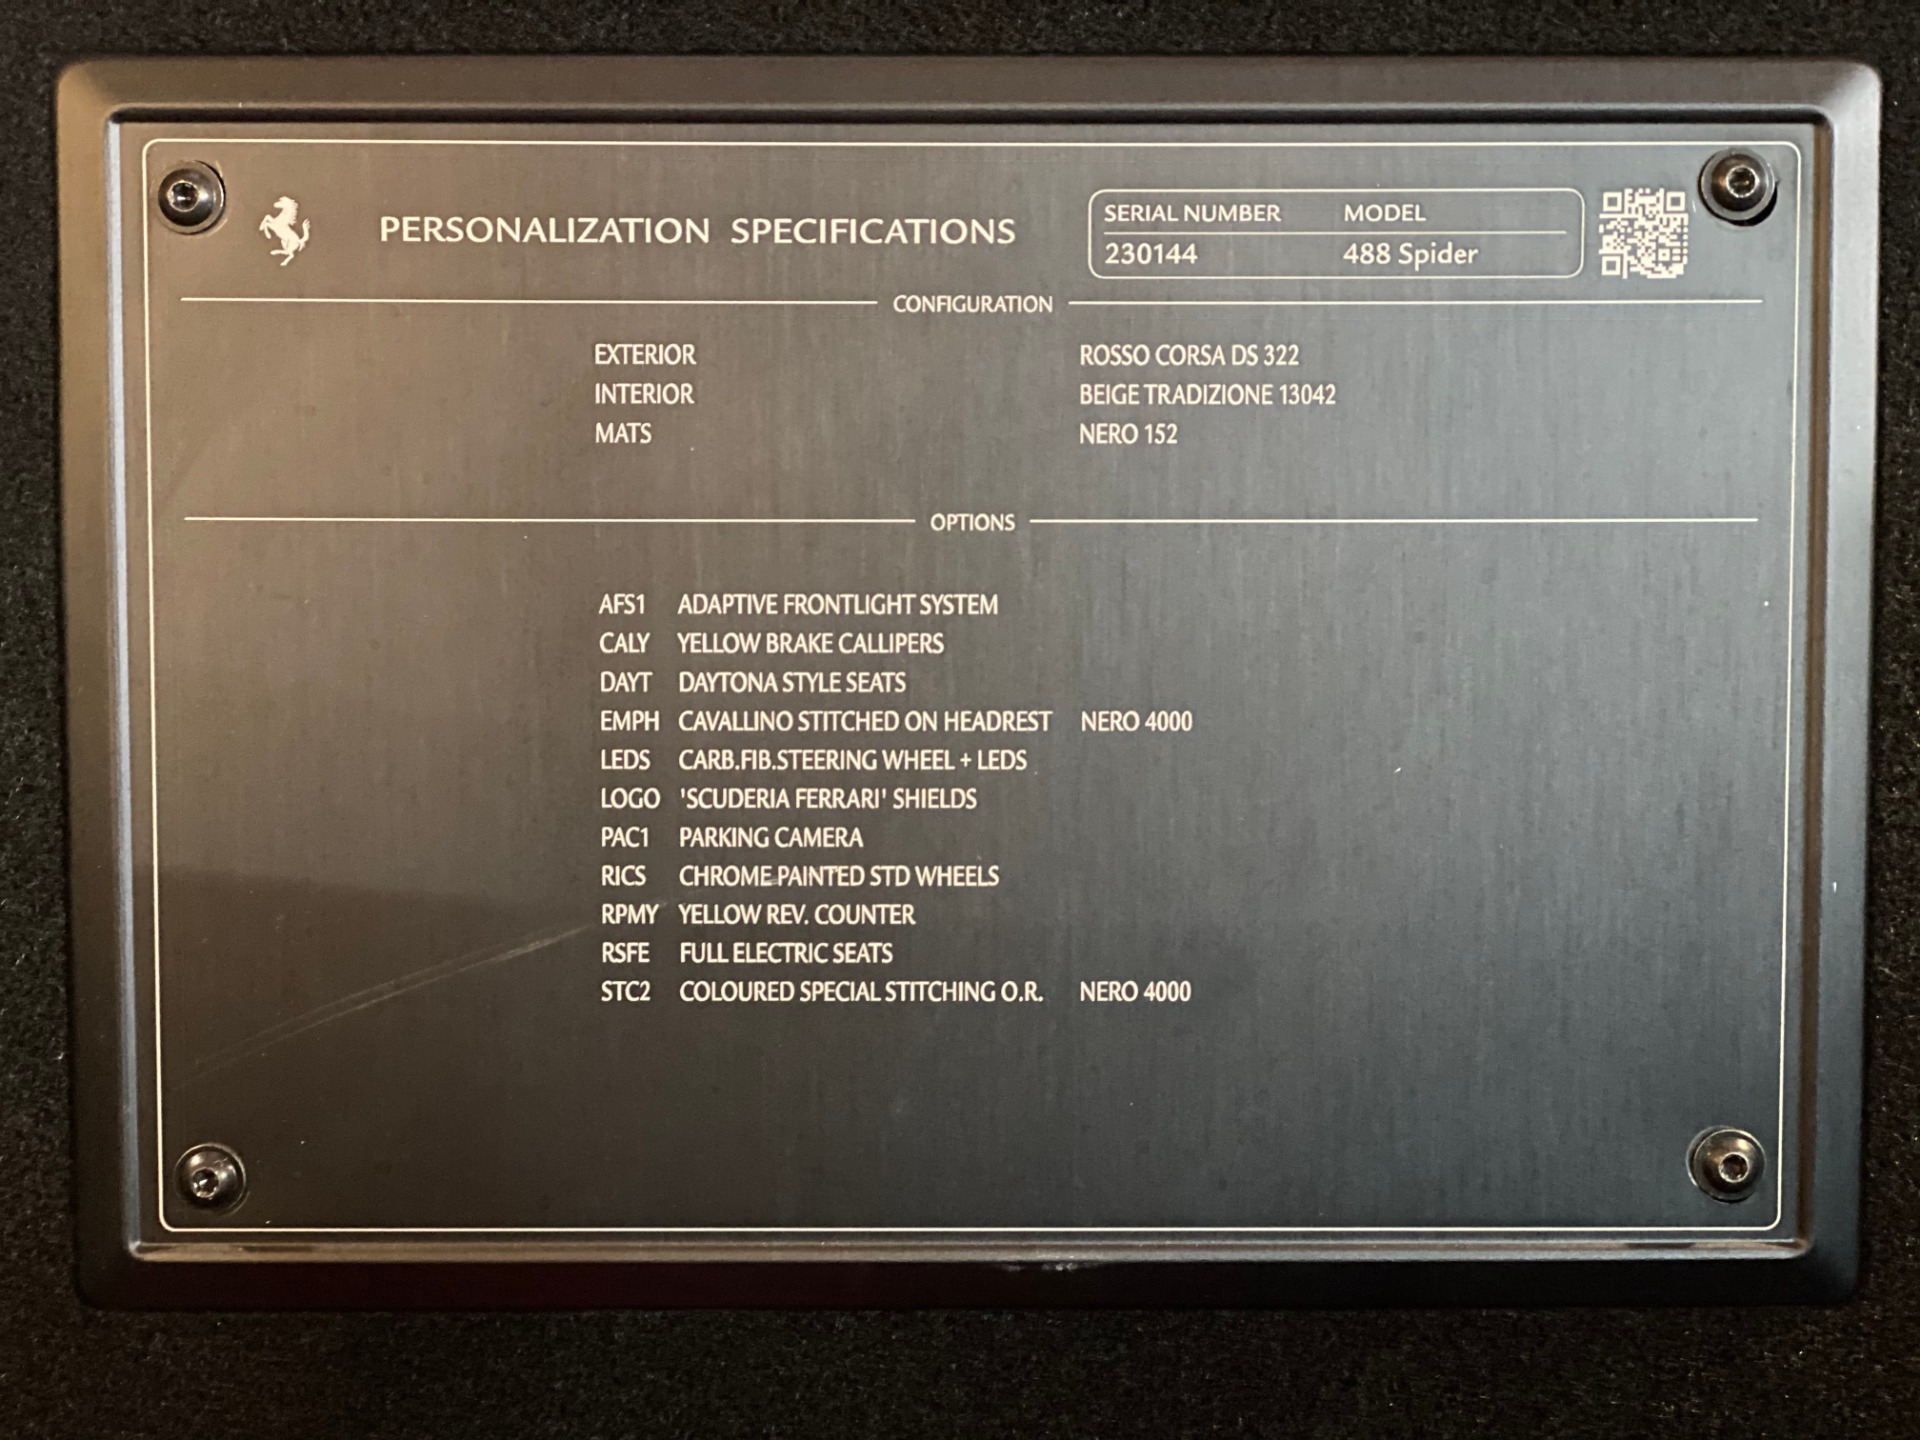 PERSONALIZATION SPECIFICATIONS
SERIAL NUMBER MODEL
230144 488 Spider
CONFIGURATION
EXTERIOR ROSSO CORSA DS 322
INTERIOR BEIGE TRADIZIONE 13042
MATS NERO 152
OPTIONS
AFS1 ADAPTIVE FRONTLIGHT SYSTEM
CALY YELLOW BRAKE CALLIPERS
DAYT DAYTONA STYLE SEATS
EMPH CAVALLINO STITCHED ON HEADREST NERO 4000
LEDS CARB.FIB.STEERING WHEEL + LEDS
LOGO 'SCUDERIA FERRARI' SHIELDS
PAC1 PARKING CAMERA
RICS CHROME PAINTED STD WHEELS
RPMY YELLOW REV. COUNTER
RSFE FULL ELECTRIC SEATS
STC2 COLOURED SPECIAL STITCHING O.R. NERO 4000